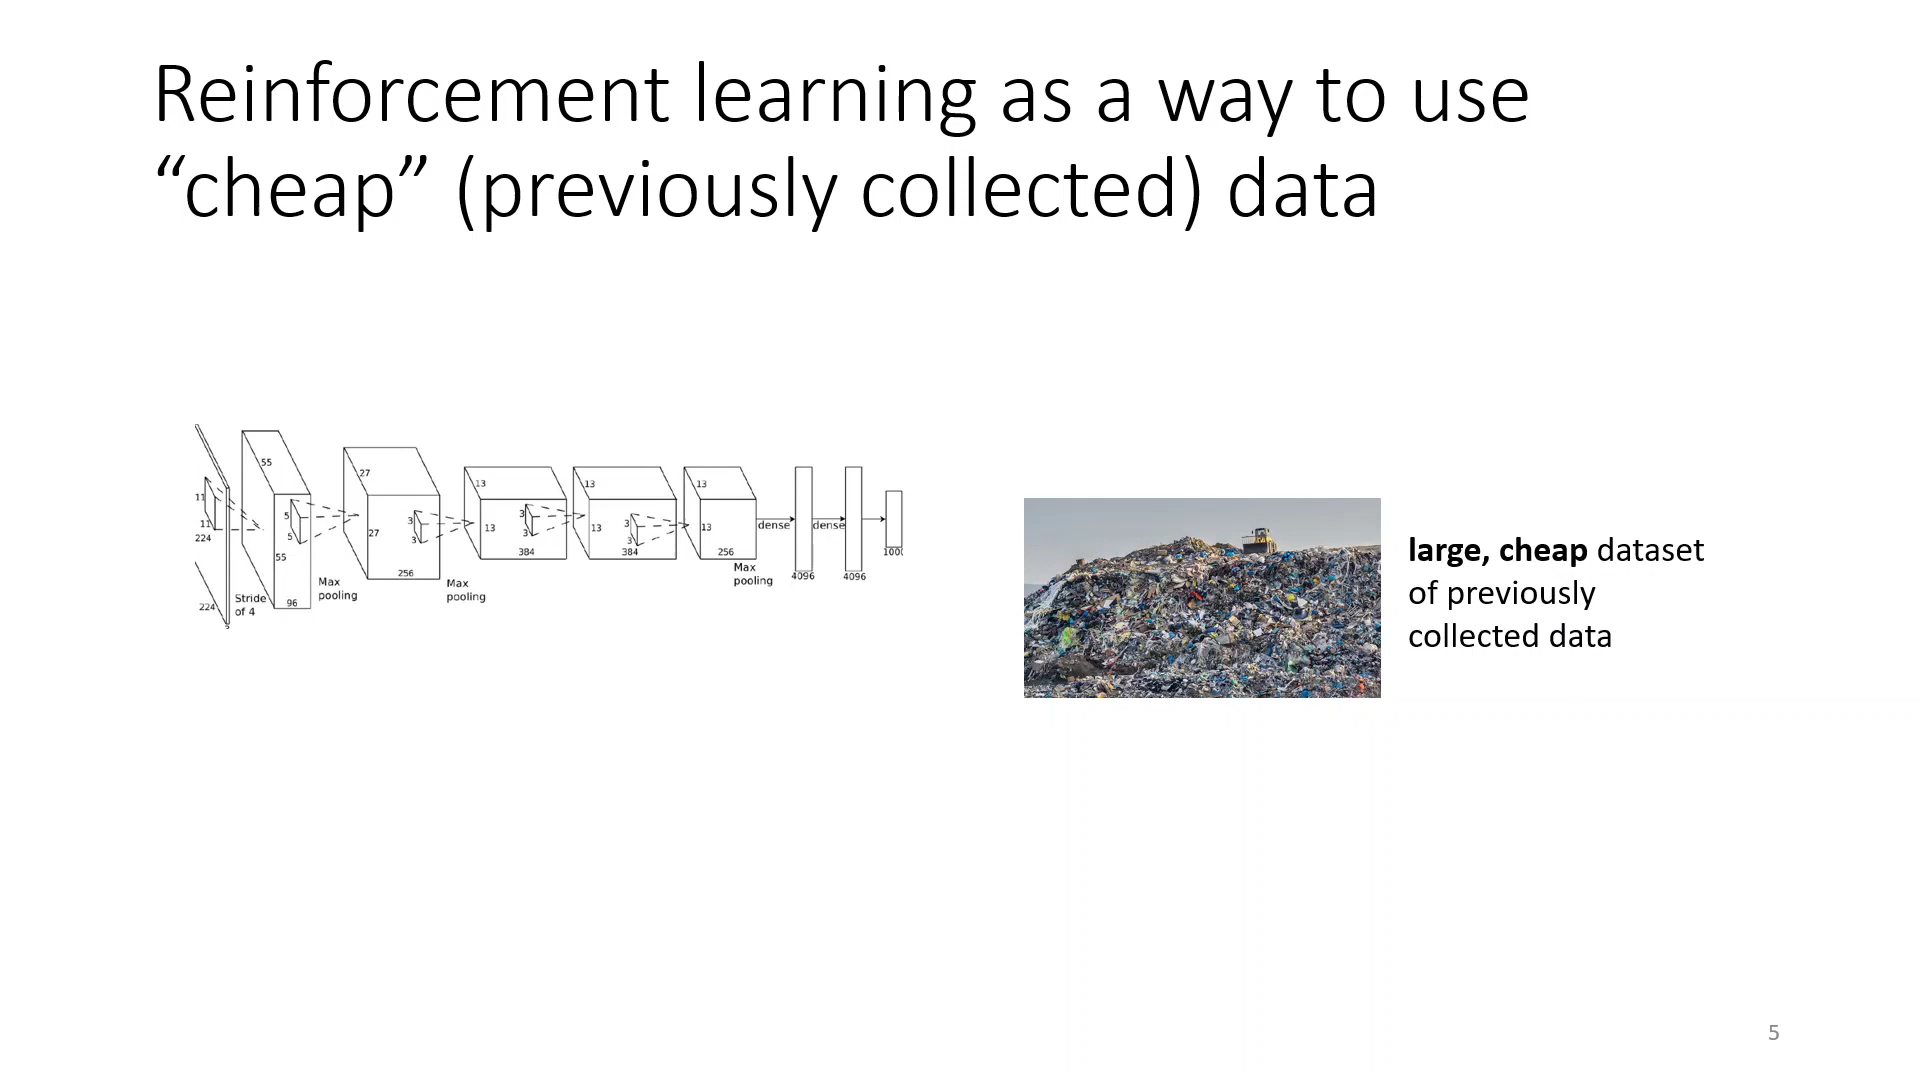 Reinforcement learning as a way to use
“cheap” (previously collected) data
55
27
13
13
13
11
11
224
5
5
55
27
3
3
13
3
3
13
3
3
13
dense
dense
384
384
256
1000
256
96
4096
4096
Max
pooling
Max
pooling
Max
pooling
Stride
of 4
224
3
large, cheap dataset
of previously
collected data
5